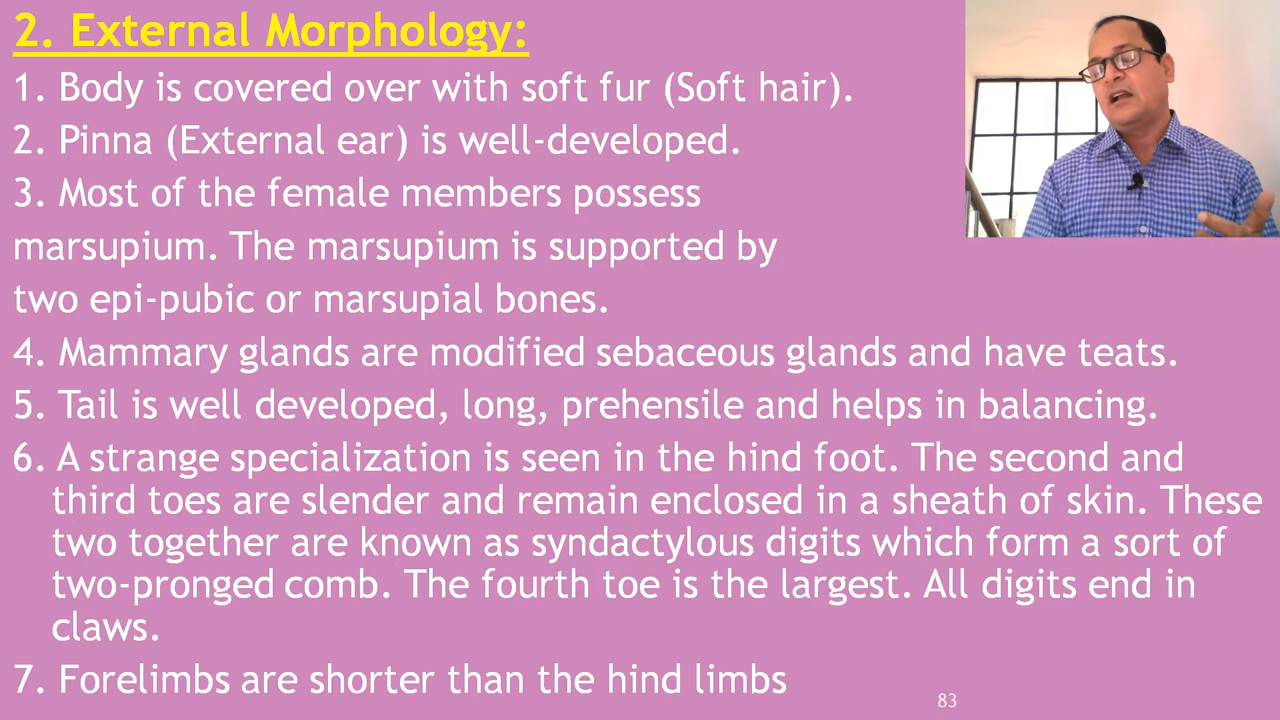 2. External Morphology:
1. Body is covered over with soft fur (Soft hair).
2. Pinna (External ear) is well-developed.
3. Most of the female members possess
marsupium. The marsupium is supported by
two epi-pubic or marsupial bones.
4. Mammary glands are modified sebaceous glands and have teats.
5. Tail is well developed, long, prehensile and helps in balancing.
6. A strange specialization is seen in the hind foot. The second and
third toes are slender and remain enclosed in a sheath of skin. These
two together are known as syndactylous digits which form a sort of
two-pronged comb. The fourth toe is the largest. All digits end in
claws.
7. Forelimbs are shorter than the hind limbs
83